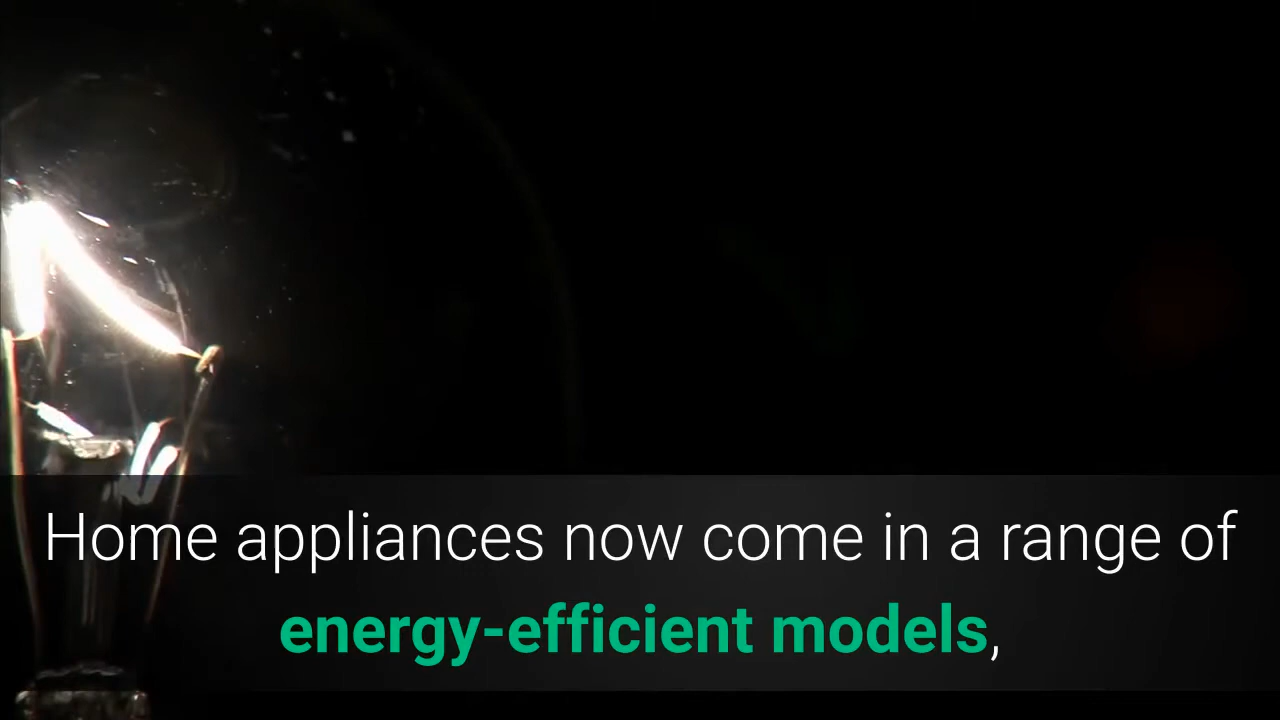 Home appliances now come in a range of
energy-efficient models,